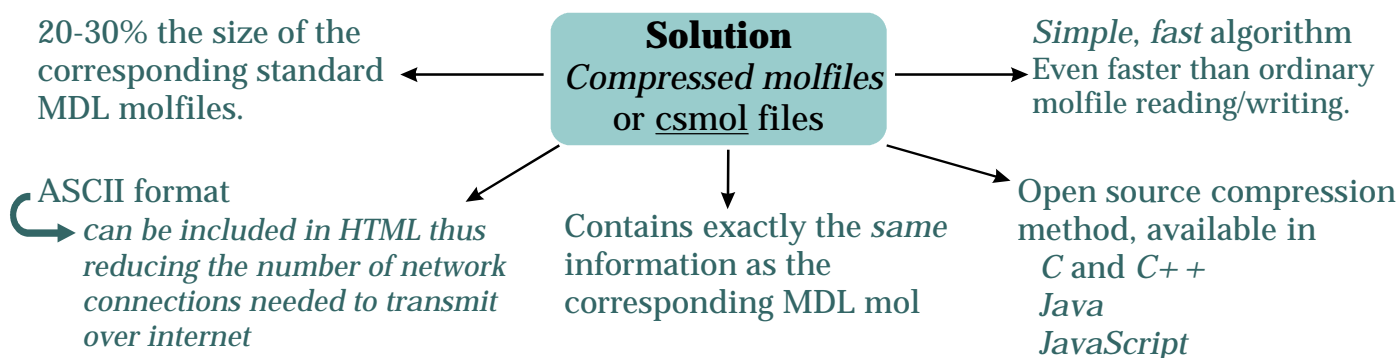 Solution
Compressed molfiles
or csmol files
20-30% the size of the
corresponding standard
MDL molfiles.
Simple, fast algorithm
Even faster than ordinary
molfile reading/writing.
ASCII format
can be included in HTML thus
reducing the number of network
connections needed to transmit
over internet
Contains exactly the same
information as the
corresponding MDL mol
Open source compression
method, available in
C and C++
Java
JavaScript